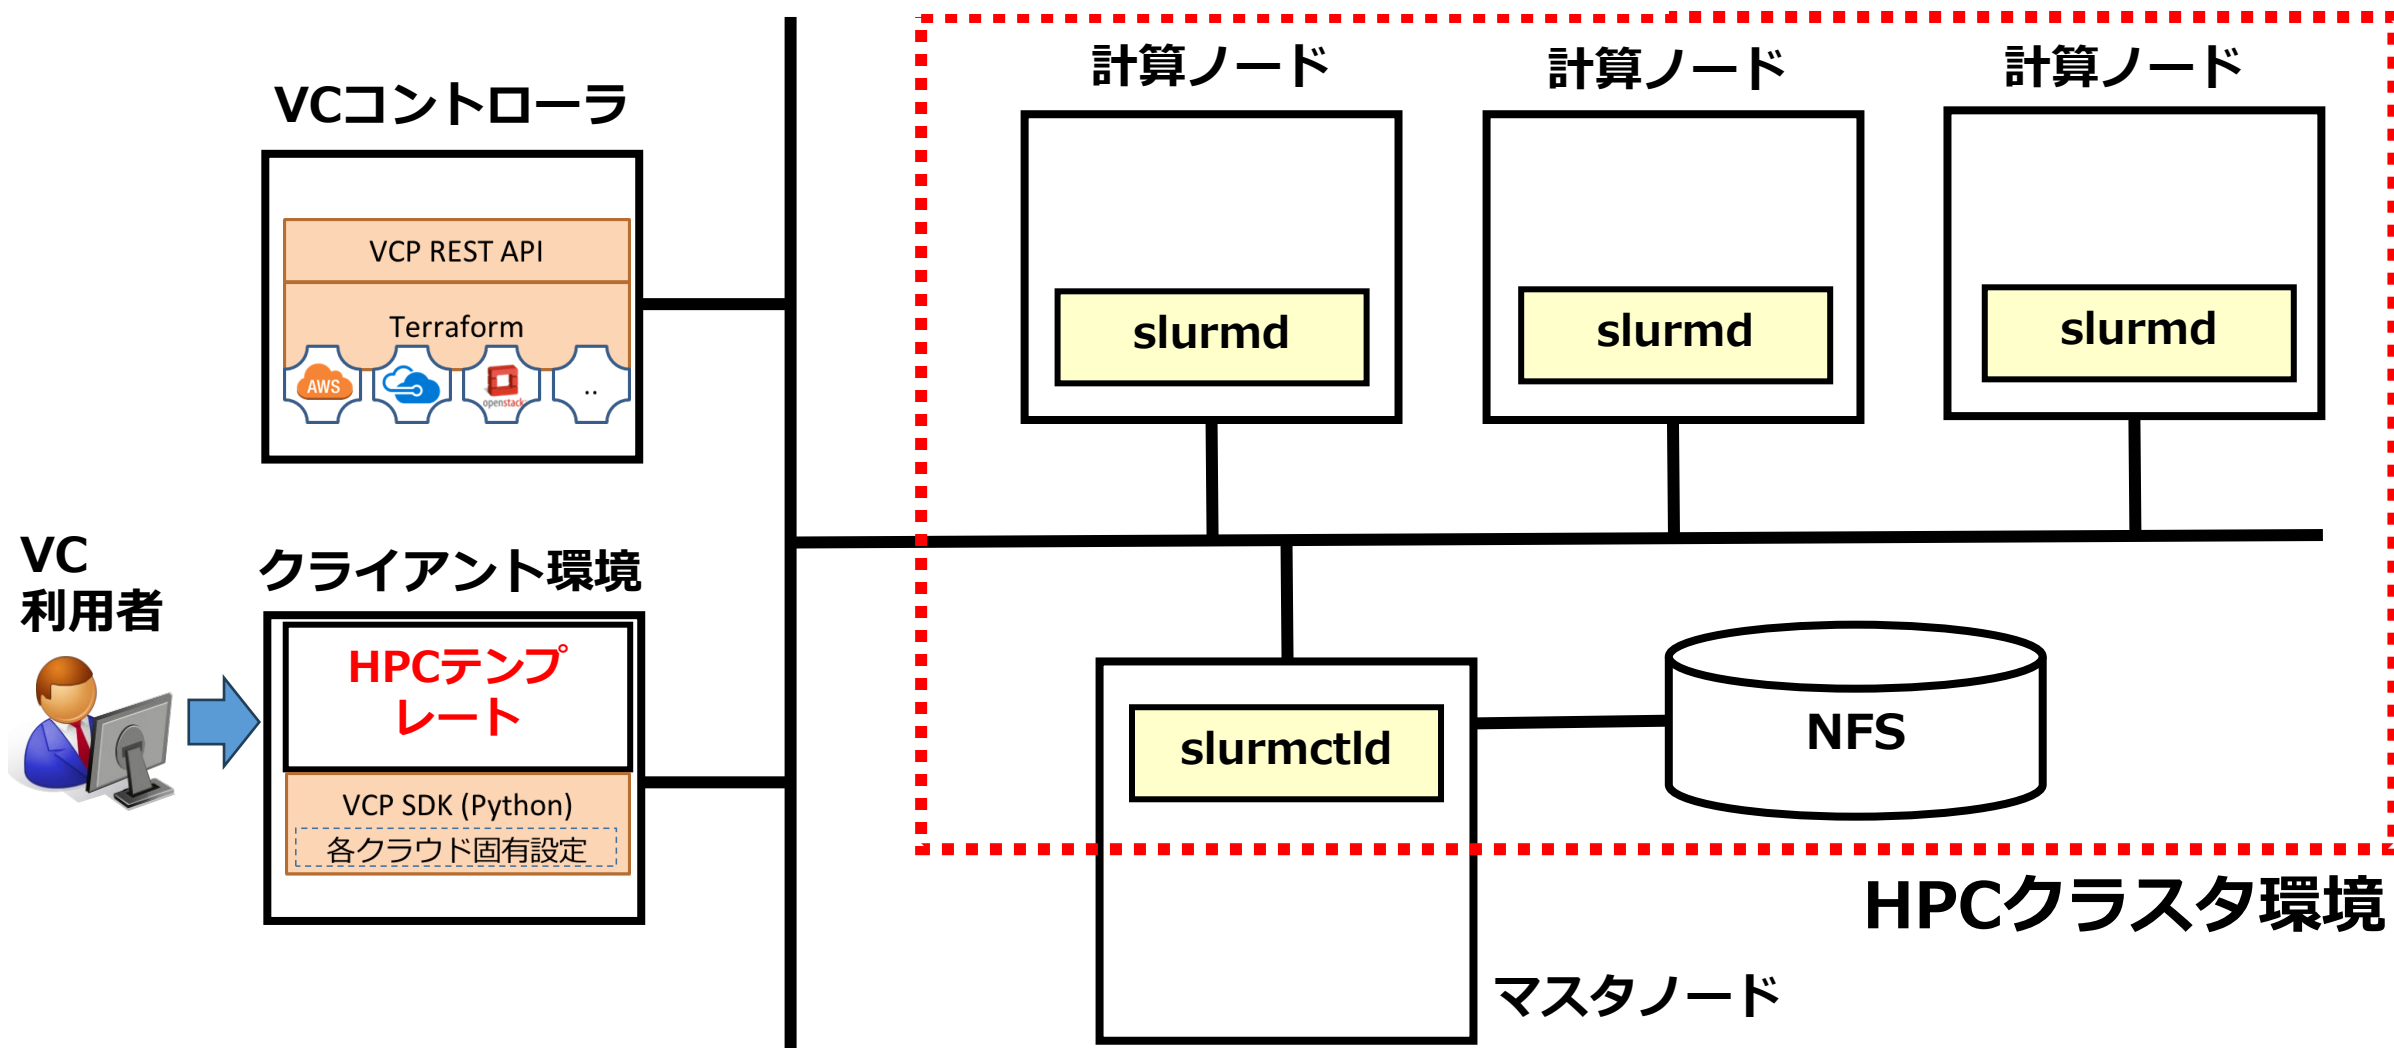 VCコントローラ
VCP REST API
Terraform
AWS
openstack
..
VC
利用者
クライアント環境
HPCテンプ
レート
VCP SDK (Python)
各クラウド固有設定
計算ノード
計算ノード
計算ノード
slurmd
slurmd
slurmd
slurmctld
NFS
HPCクラスタ環境
マスタノード